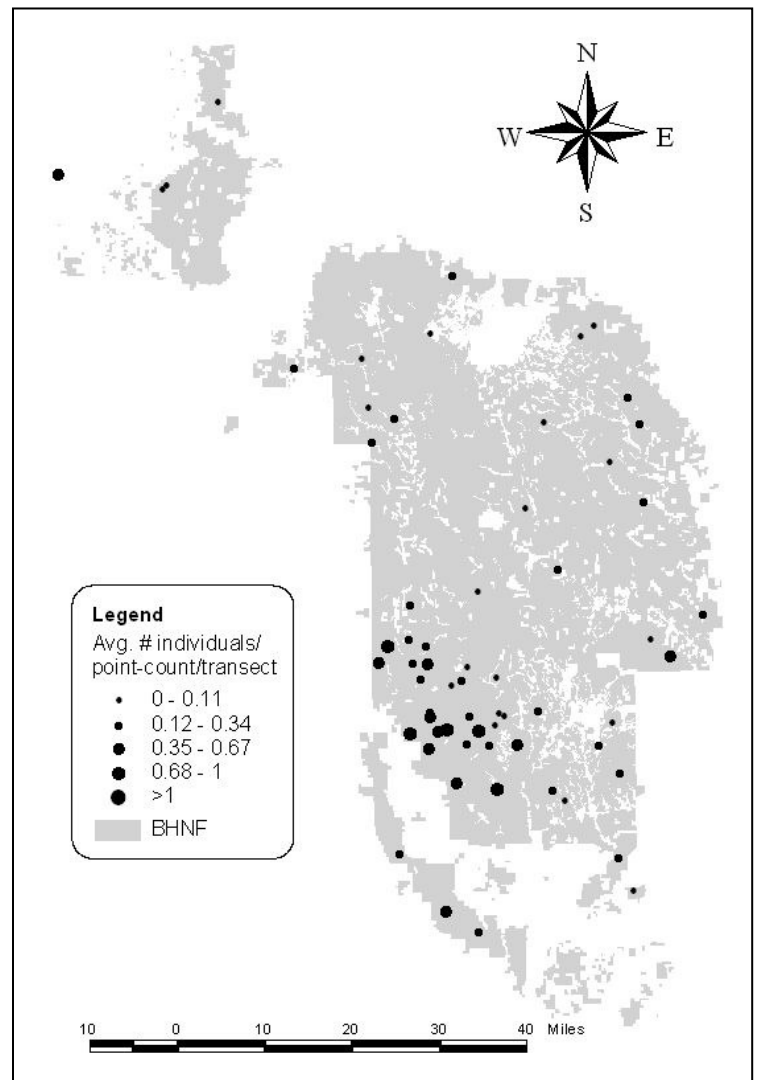 N
W E
S
Legend
Avg. # individuals/
point-count/transect
0 - 0.11
0.12 - 0.34
0.35 - 0.67
0.68 - 1
>1
BHNF
10 0 10 20 30 40 Miles